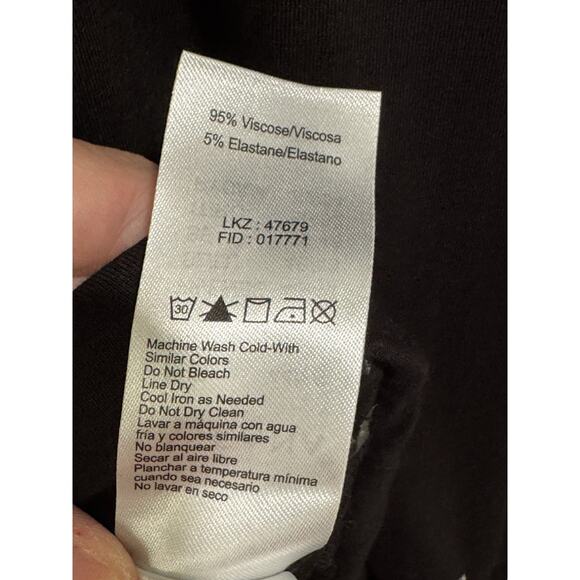 95% Viscose/Viscosa
5% Elastane/Elastano
LKZ : 47679
FID : 017771
30
Machine Wash Cold-With
Similar Colors
Do Not Bleach
Line Dry
Cool Iron as Needed
Do Not Dry Clean
Lavar a máquina con agua
fría y colores similares
No blanquear
Secar al aire libre
Planchar a temperatura mínima
cuando sea necesario
No lavar en seco